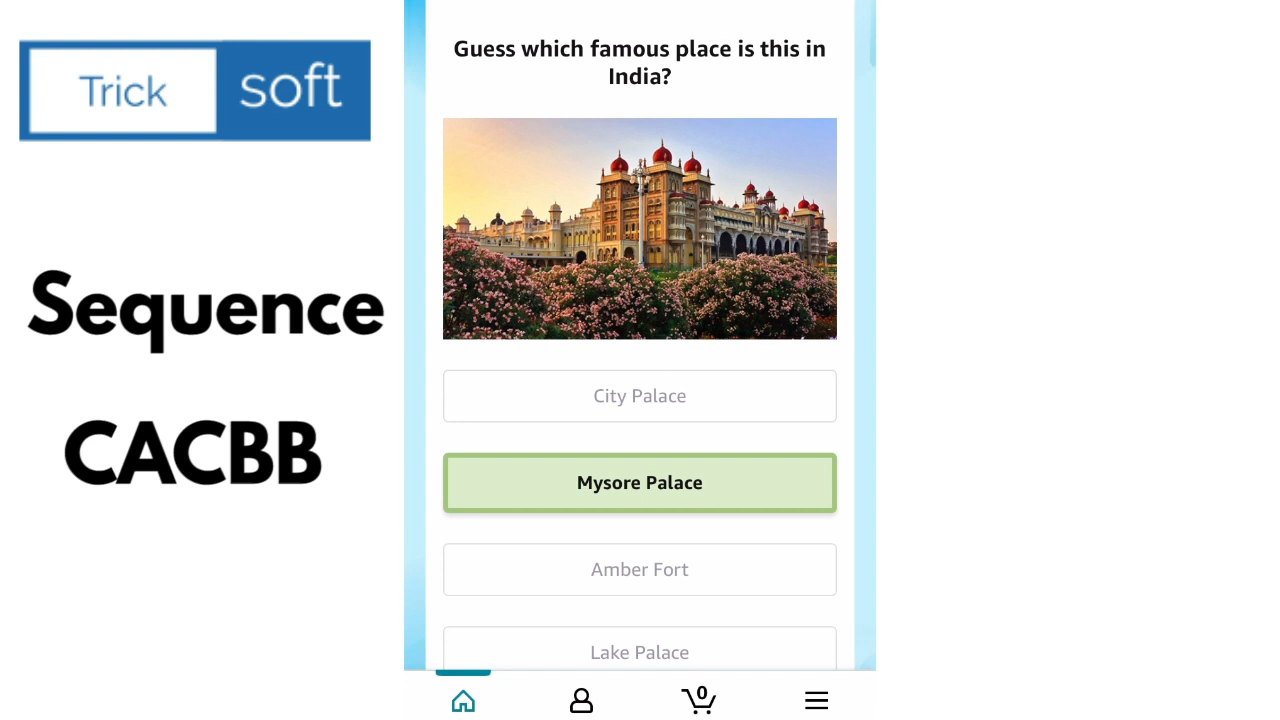 Trick soft
Sequence
CACBB
Guess which famous place is this in
India?
City Palace
Mysore Palace
Amber Fort
Lake Palace
0